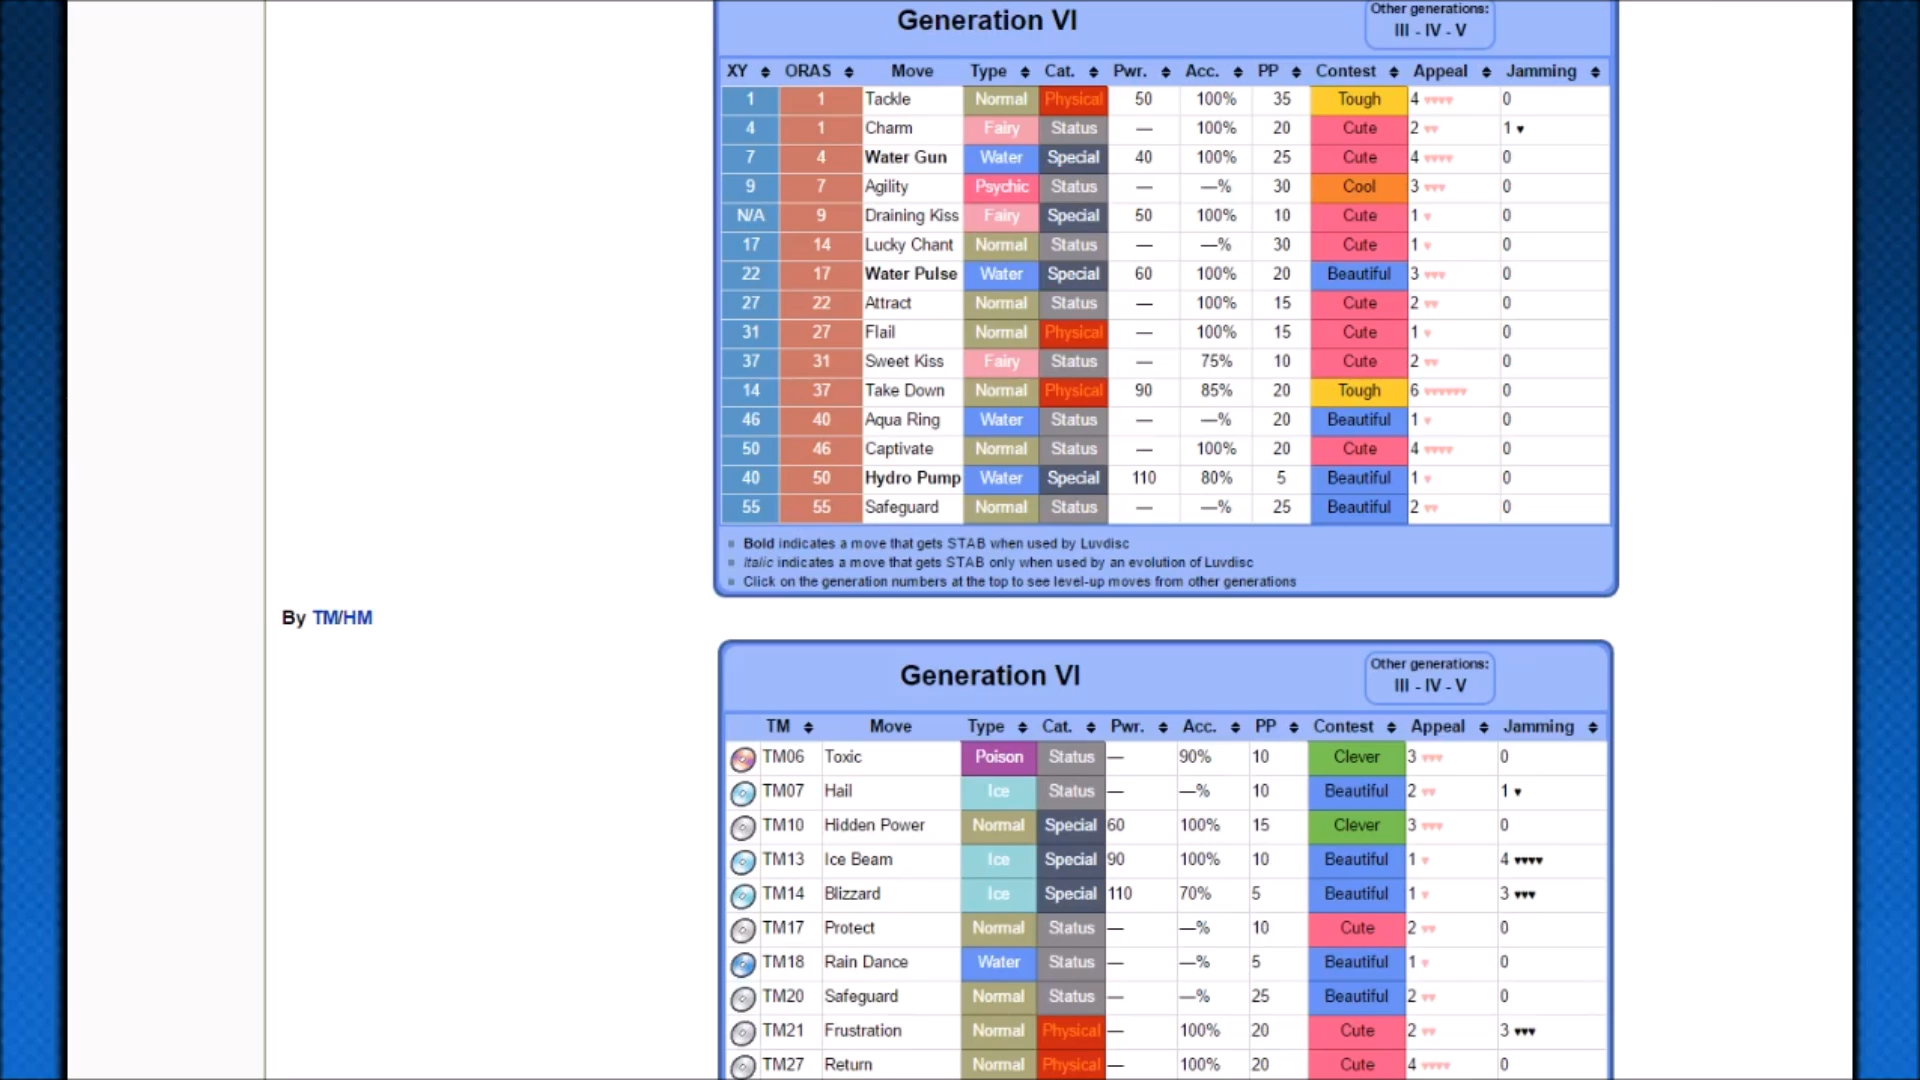 Generation VI
Other generations:
III - IV - V
XY ORAS Move Type Cat. Pwr. Acc. PP Contest Appeal Jamming
1 1 Tackle Normal Physical 50 100% 35 Tough 4 ♥♥♥♥ 0
4 1 Charm Fairy Status — 100% 20 Cute 2 ♥♥ 1 ♥
7 4 Water Gun Water Special 40 100% 25 Cute 4 ♥♥♥♥ 0
9 7 Agility Psychic Status — —% 30 Cool 3 ♥♥♥ 0
N/A 9 Draining Kiss Fairy Special 50 100% 10 Cute 1 ♥ 0
17 14 Lucky Chant Normal Status — —% 30 Cute 1 ♥ 0
22 17 Water Pulse Water Special 60 100% 20 Beautiful 3 ♥♥♥ 0
27 22 Attract Normal Status — 100% 15 Cute 2 ♥♥ 0
31 27 Flail Normal Physical — 100% 15 Cute 1 ♥ 0
37 31 Sweet Kiss Fairy Status — 75% 10 Cute 2 ♥♥ 0
14 37 Take Down Normal Physical 90 85% 20 Tough 6 ♥♥♥♥♥♥ 0
46 40 Aqua Ring Water Status — —% 20 Beautiful 1 ♥ 0
50 46 Captivate Normal Status — 100% 20 Cute 4 ♥♥♥♥ 0
40 50 Hydro Pump Water Special 110 80% 5 Beautiful 1 ♥ 0
55 55 Safeguard Normal Status — —% 25 Beautiful 2 ♥♥ 0
Bold indicates a move that gets STAB when used by Luvdisc
Italic indicates a move that gets STAB only when used by an evolution of Luvdisc
Click on the generation numbers at the top to see level-up moves from other generations
By TM/HM
Generation VI
Other generations:
III - IV - V
TM Move Type Cat. Pwr. Acc. PP Contest Appeal Jamming
TM06 Toxic Poison Status — 90% 10 Clever 3 ♥♥♥ 0
TM07 Hail Ice Status — —% 10 Beautiful 2 ♥♥ 1 ♥
TM10 Hidden Power Normal Special 60 100% 15 Clever 3 ♥♥♥ 0
TM13 Ice Beam Ice Special 90 100% 10 Beautiful 1 ♥ 4 ♥♥♥♥
TM14 Blizzard Ice Special 110 70% 5 Beautiful 1 ♥ 3 ♥♥♥
TM17 Protect Normal Status — —% 10 Cute 2 ♥♥ 0
TM18 Rain Dance Water Status — —% 5 Beautiful 1 ♥ 0
TM20 Safeguard Normal Status — —% 25 Beautiful 2 ♥♥ 0
TM21 Frustration Normal Physical — 100% 20 Cute 2 ♥♥ 3 ♥♥♥
TM27 Return Normal Physical — 100% 20 Cute 4 ♥♥♥♥ 0